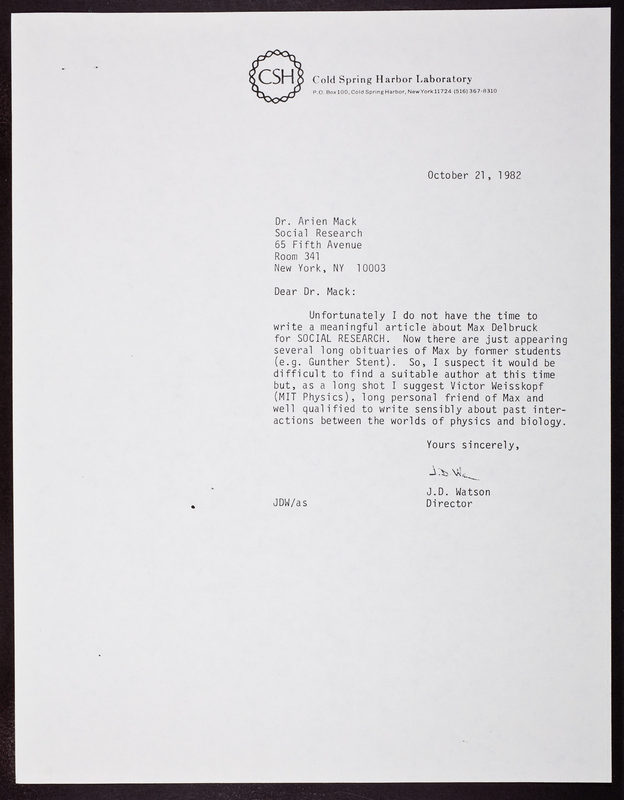 CSH
Cold Spring Harbor Laboratory
P.O. Box 100, Cold Spring Harbor, New York 11724 (516) 367-8310
October 21, 1982
Dr. Arien Mack
Social Research
65 Fifth Avenue
Room 341
New York, NY 10003
Dear Dr. Mack:
Unfortunately I do not have the time to
write a meaningful article about Max Delbruck
for SOCIAL RESEARCH. Now there are just appearing
several long obituaries of Max by former students
(e.g. Gunther Stent). So, I suspect it would be
difficult to find a suitable author at this time
but, as a long shot I suggest Victor Weisskopf
(MIT Physics), long personal friend of Max and
well qualified to write sensibly about past inter-
actions between the worlds of physics and biology.
Yours sincerely,
J.D. Watson
JDW/as Director